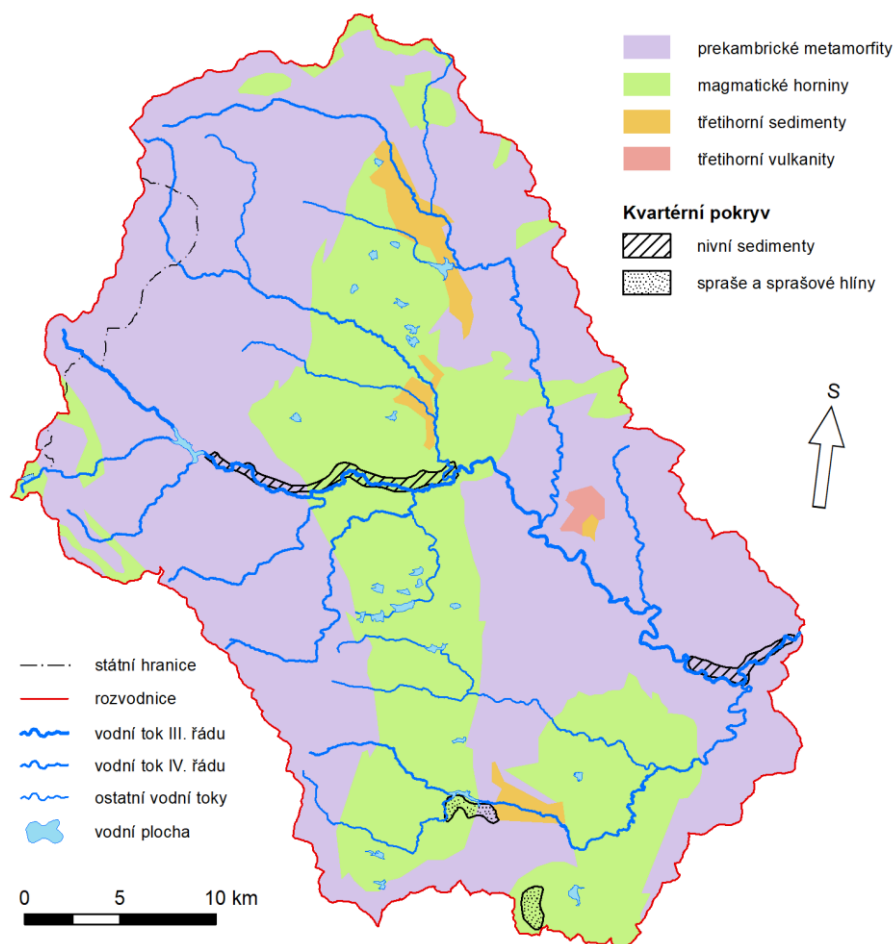 prekambrické metamorfity
magmatické horniny
třetihorní sedimenty
třetihorní vulkanity
Kvartérní pokryv
nivní sedimenty
spraše a sprašové hlíny
S
státní hranice
rozvodnice
vodní tok III. řádu
vodní tok IV. řádu
ostatní vodní toky
vodní plocha
0 5 10 km